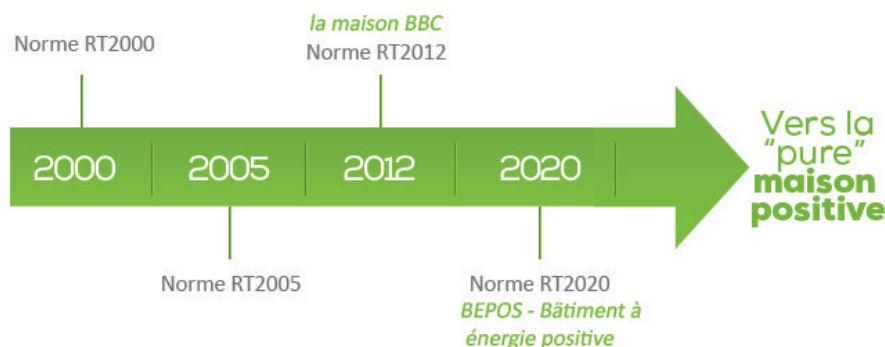 la maison BBC
Norme RT2000
Norme RT2012
2000
2005
2012
2020
Vers la
"pure"
maison
positive
Norme RT2005
Norme RT2020
BEPOS - Bâtiment à
énergie positive